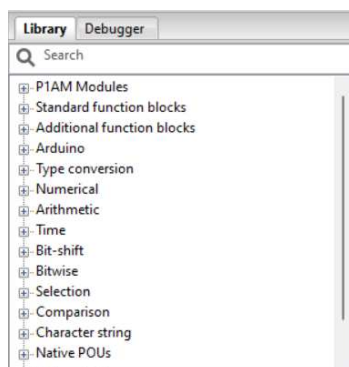 Library Debugger
Search
P1AM Modules
Standard function blocks
Additional function blocks
Arduino
Type conversion
Numerical
Arithmetic
Time
Bit-shift
Bitwise
Selection
Comparison
Character string
Native POUs